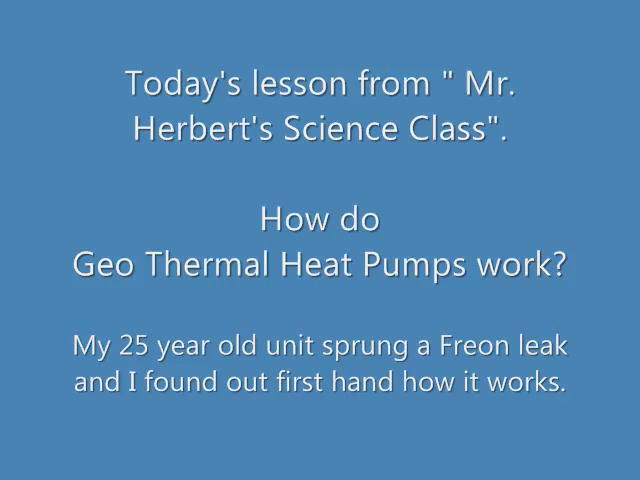 Today's lesson from " Mr.
Herbert's Science Class".
How do
Geo Thermal Heat Pumps work?
My 25 year old unit sprung a Freon leak
and I found out first hand how it works.